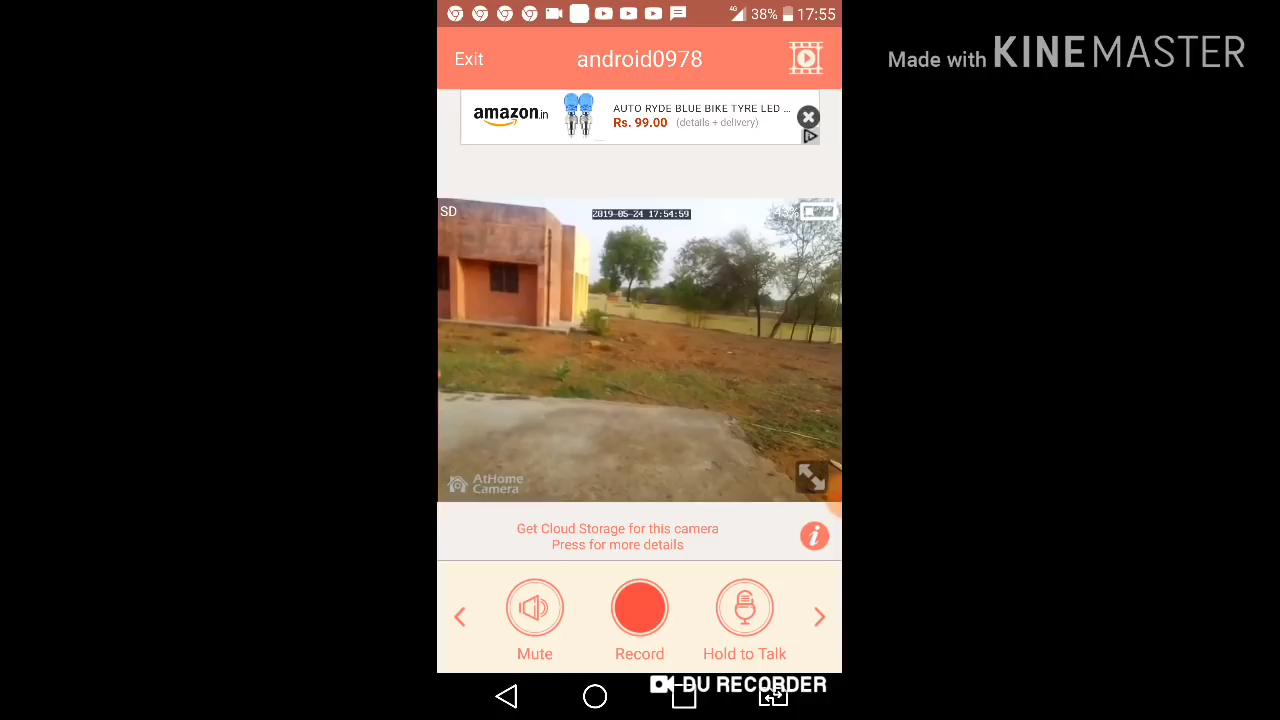 4G 38% 17:55
Made with KINEMASTER
Exit android0978
amazon.in
AUTO RYDE BLUE BIKE TYRE LED ...
Rs. 99.00 (details + delivery)
SD 2019-05-24 17:54:59
AtHome
Camera
Get Cloud Storage for this camera
Press for more details
Mute Record Hold to Talk
DU RECORDER